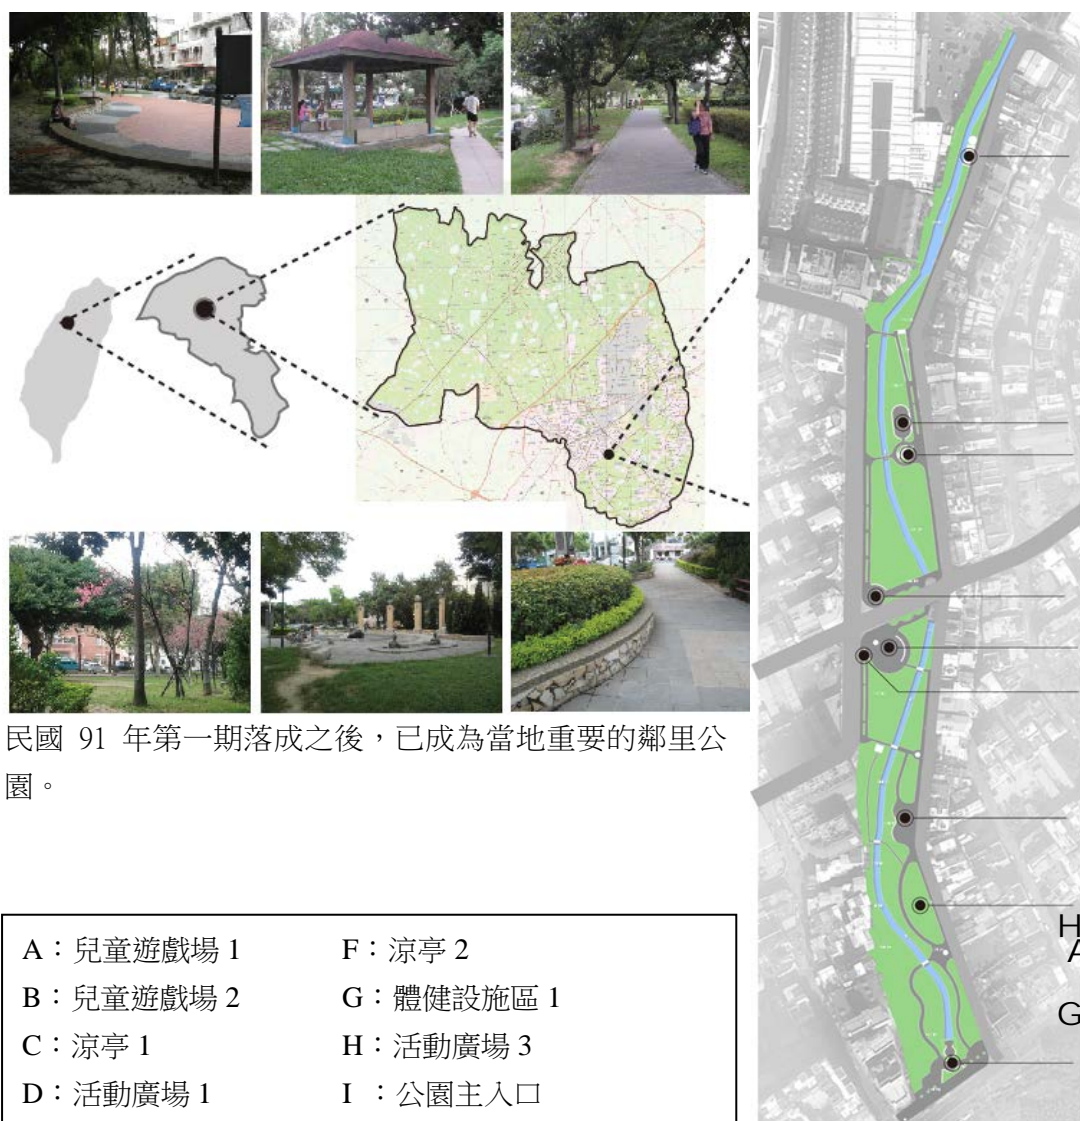 民國 91 年第一期落成之後，已成為當地重要的鄰里公
園。
A：兒童遊戲場 1
F：涼亭 2
B：兒童遊戲場 2
G：體健設施區 1
C：涼亭 1
H：活動廣場 3
D：活動廣場 1
I ：公園主入口
H
A
G